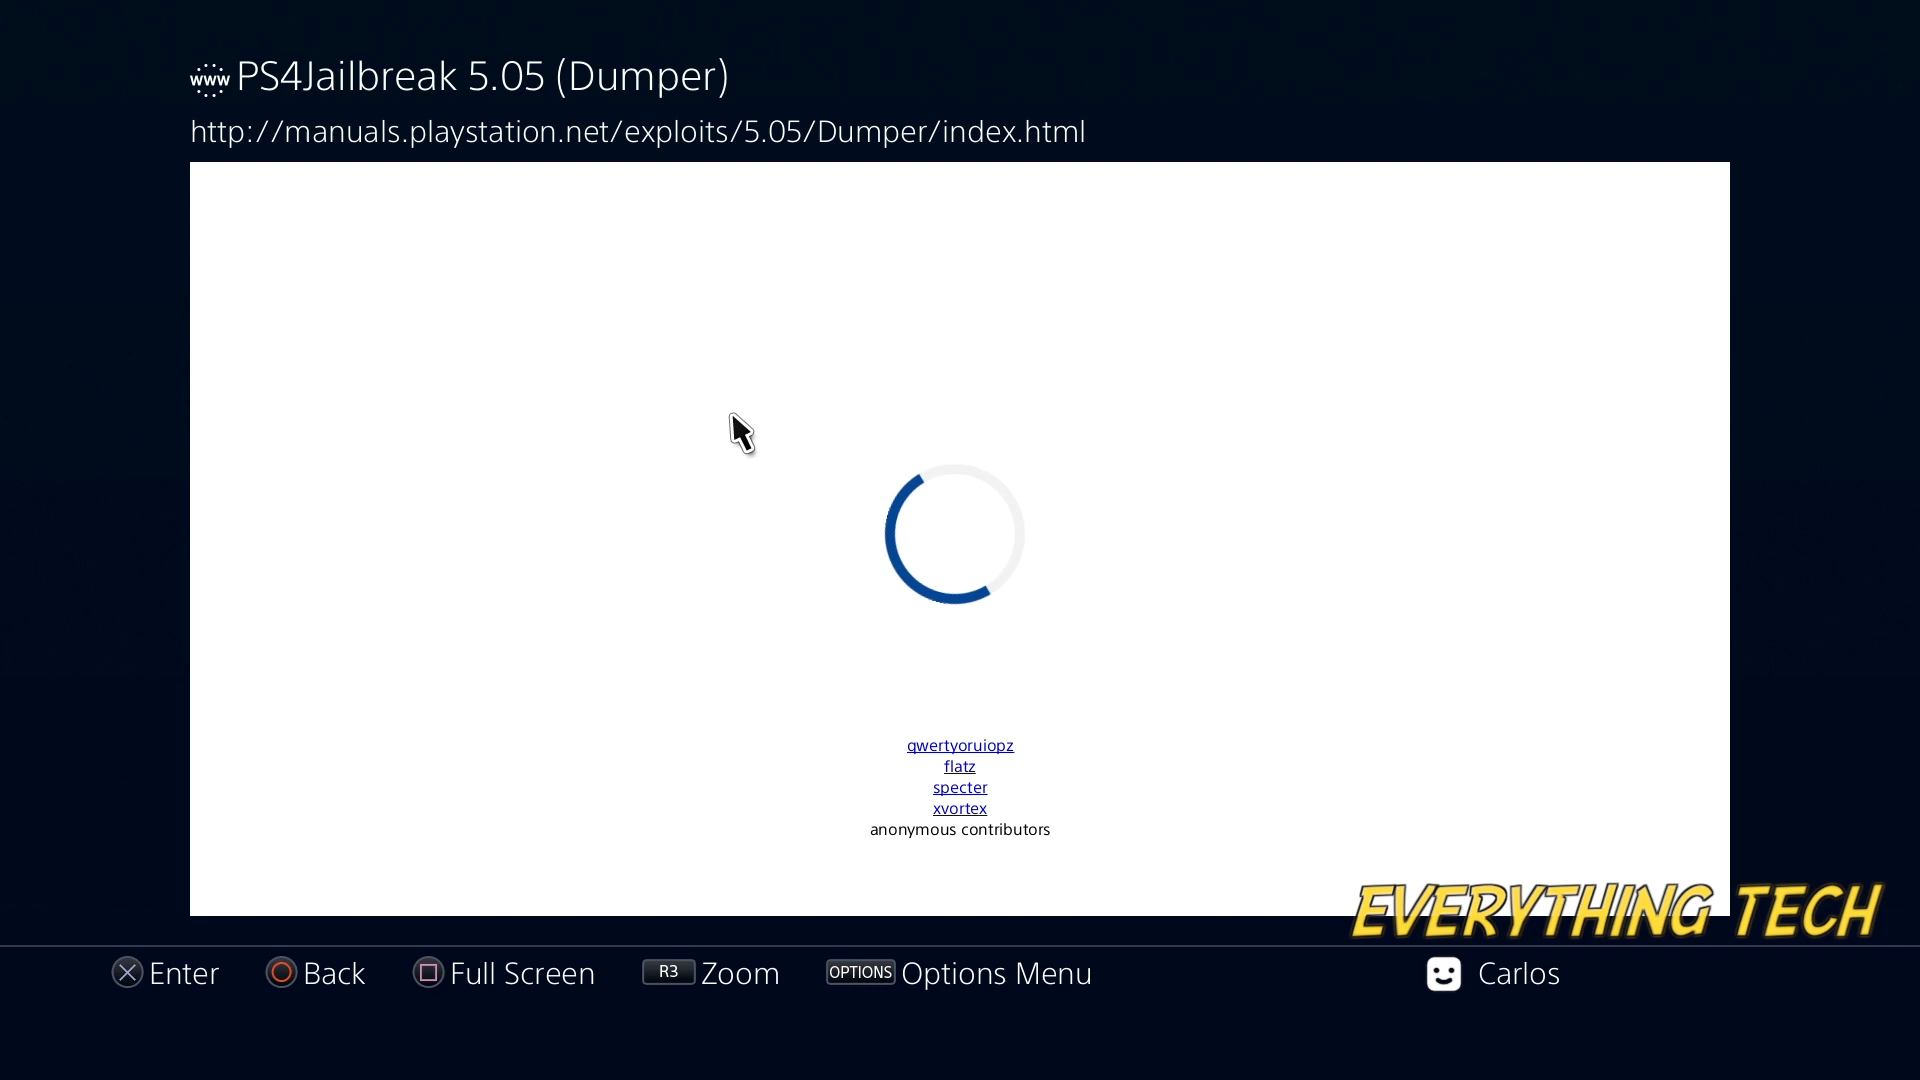 www PS4Jailbreak 5.05 (Dumper)
http://manuals.playstation.net/exploits/5.05/Dumper/index.html
qwertyoruiopz
flatz
specter
xvortex
anonymous contributors
EVERYTHING TECH
Enter Back Full Screen R3 Zoom OPTIONS Options Menu Carlos